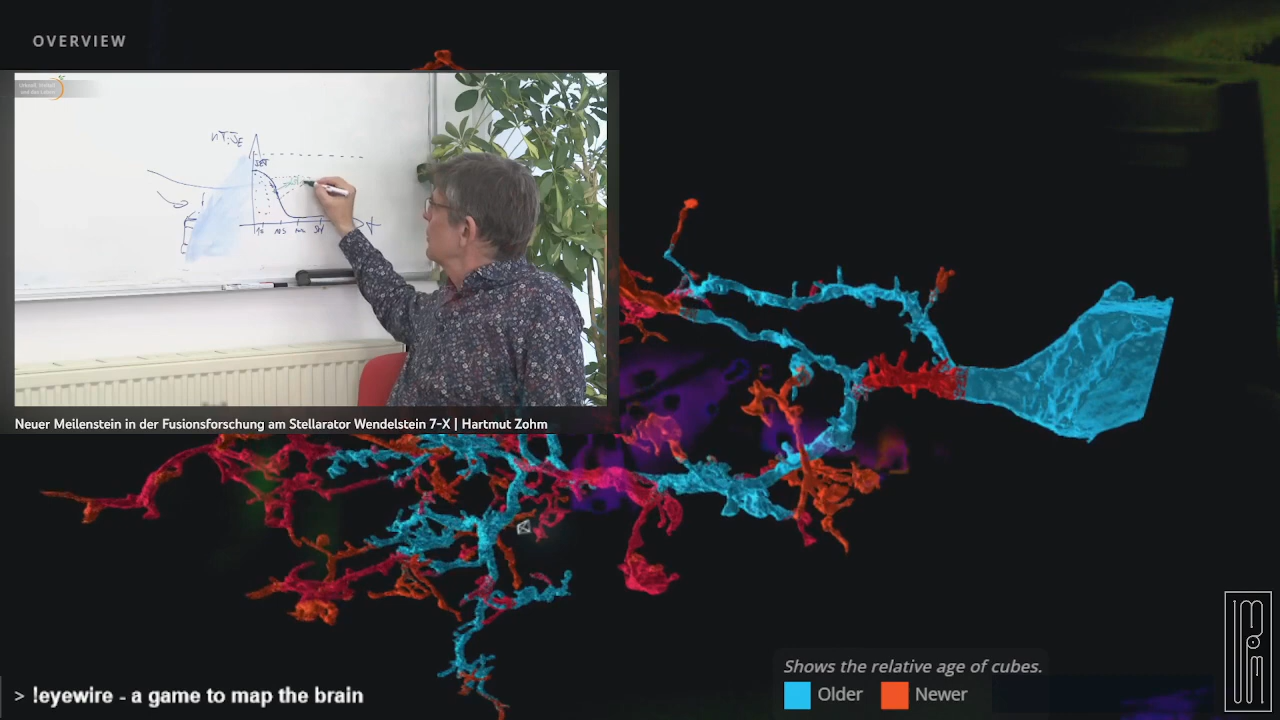 OVERVIEW
JET
Neuer Meilenstein in der Fusionsforschung am Stellarator Wendelstein 7-X | Hartmut Zohm
> !eyewire - a game to map the brain
Shows the relative age of cubes.
Older
Newer